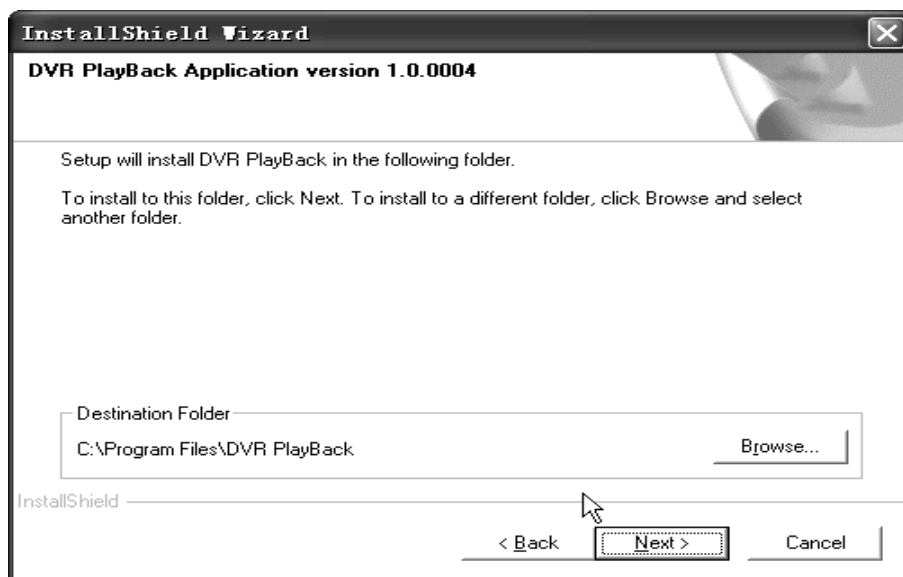 InstallShield Wizard
DVR PlayBack Application version 1.0.0004
Setup will install DVR PlayBack in the following folder.
To install to this folder, click Next. To install to a different folder, click Browse and select
another folder.
Destination Folder
C:\Program Files\DVR PlayBack
Browse...
InstallShield
< Back
Next >
Cancel